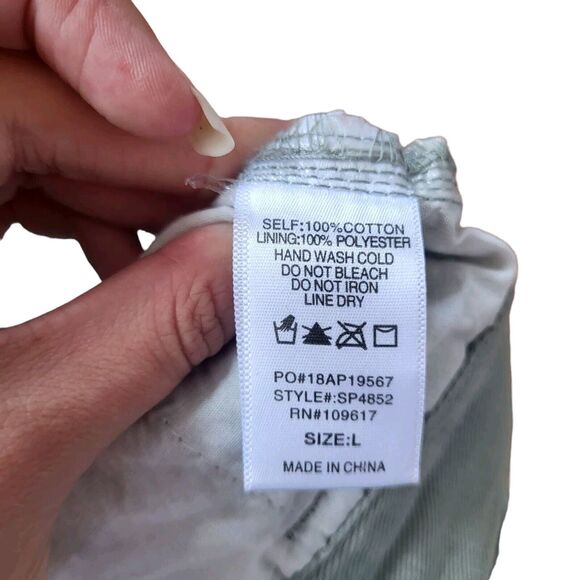 SELF:100%COTTON
LINING:100% POLYESTER
HAND WASH COLD
DO NOT BLEACH
DO NOT IRON
LINE DRY
PO#18AP19567
STYLE#:SP4852
RN#109617
SIZE:L
MADE IN CHINA